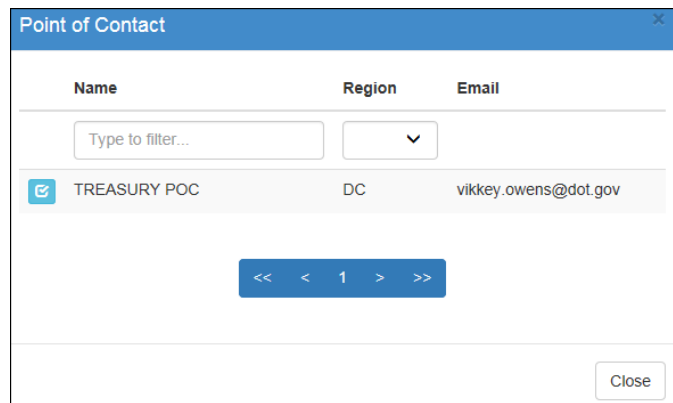 Point of Contact ×
Name Region Email
Type to filter...
TREASURY POC DC vikkey.owens@dot.gov
<< < 1 > >>
Close